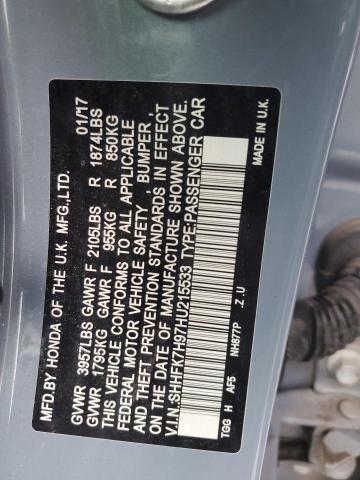 MFD.BY HONDA OF THE U.K. MFG.,LTD. 01/17
GVWR 3957LBS GAWR F 2105LBS R 1874LBS
GVWR 1795KG GAWR F 955KG R 850KG
THIS VEHICLE CONFORMS TO ALL APPLICABLE
FEDERAL MOTOR VEHICLE SAFETY , BUMPER ,
AND THEFT PREVENTION STANDARDS IN EFFECT
ON THE DATE OF MANUFACTURE SHOWN ABOVE.
V.I.N.:SHHFK7H97HU215533 TYPE:PASSENGER CAR
TGG H AF5 NH877P .Z .U MADE IN U.K.